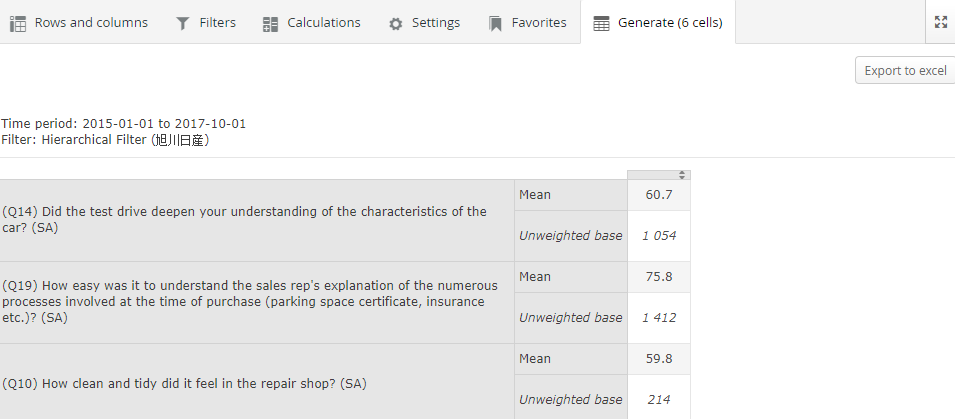 Rows and columns Filters Calculations Settings Favorites Generate (6 cells)
Export to excel
Time period: 2015-01-01 to 2017-10-01
Filter: Hierarchical Filter (旭川日産)
(Q14) Did the test drive deepen your understanding of the characteristics of the
car? (SA)
Mean 60.7
Unweighted base 1 054
(Q19) How easy was it to understand the sales rep's explanation of the numerous
processes involved at the time of purchase (parking space certificate, insurance
etc.)? (SA)
Mean 75.8
Unweighted base 1 412
(Q10) How clean and tidy did it feel in the repair shop? (SA)
Mean 59.8
Unweighted base 214